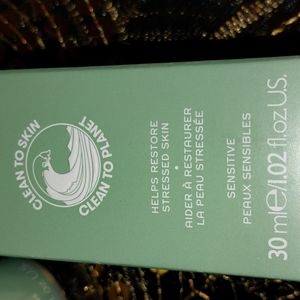 CLEAN TO SKIN
CLEAN TO PLANET
HELPS RESTORE
STRESSED SKIN
AIDER À RESTAURER
LA PEAU STRESSÉE
SENSITIVE
PEAUX SENSIBLES
30 ml℮/1.02 fl.oz.US.